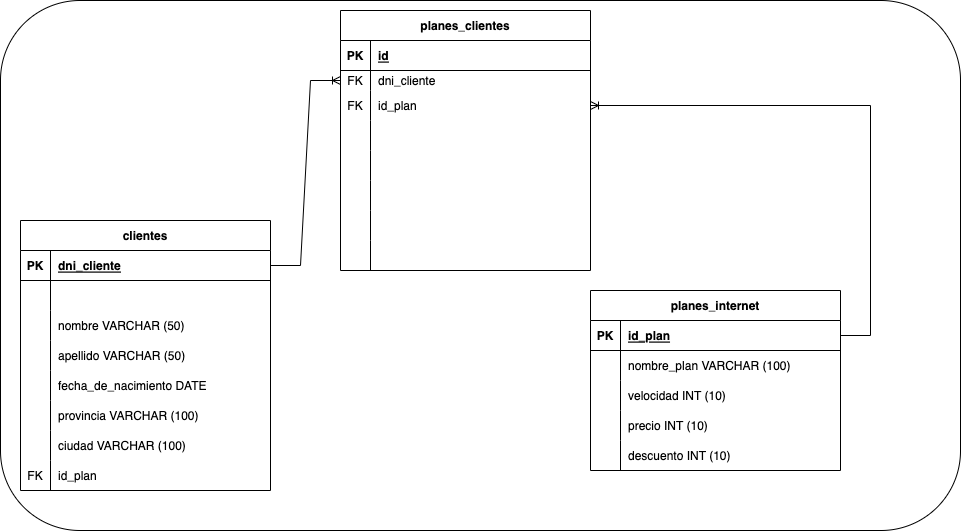 planes_clientes
PK id
FK dni_cliente
FK id_plan
clientes
PK dni_cliente
nombre VARCHAR (50)
apellido VARCHAR (50)
fecha_de_nacimiento DATE
provincia VARCHAR (100)
ciudad VARCHAR (100)
FK id_plan
planes_internet
PK id_plan
nombre_plan VARCHAR (100)
velocidad INT (10)
precio INT (10)
descuento INT (10)